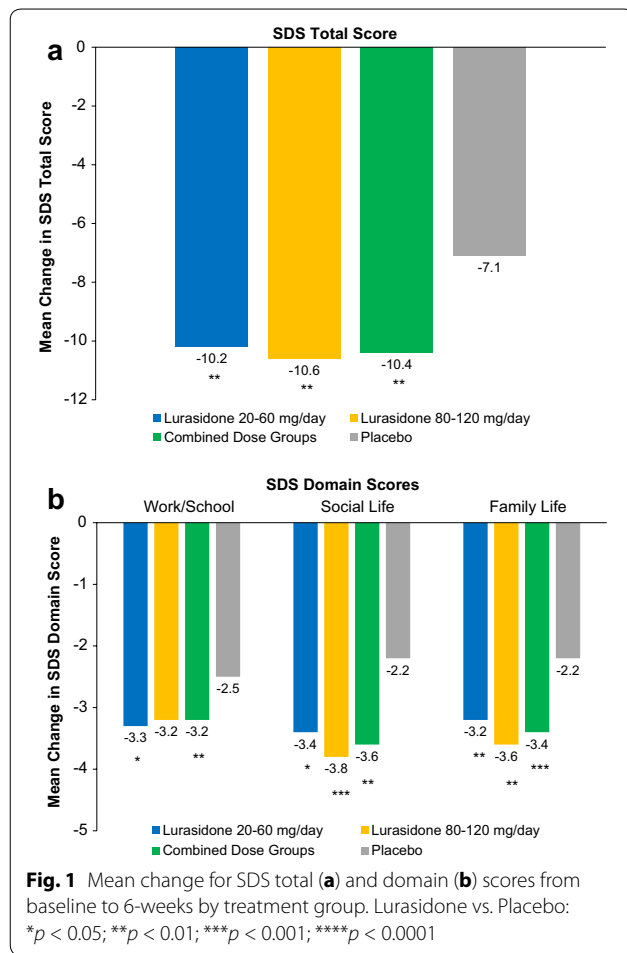 a
SDS Total Score
0
-2
-4
-6
-8
-10
-12
Mean Change in SDS Total Score
-10.2
-10.6
-10.4
-7.1
** ** **
Lurasidone 20-60 mg/day Lurasidone 80-120 mg/day
Combined Dose Groups Placebo
b
SDS Domain Scores
Work/School Social Life Family Life
0
-1
-2
-3
-4
-5
Mean Change in SDS Domain Score
-3.3 -3.2 -3.2 -2.5
* **
-3.4 -3.8 -3.6 -2.2
* *** **
-3.2 -3.6 -3.4 -2.2
** ** ***
Lurasidone 20-60 mg/day Lurasidone 80-120 mg/day
Combined Dose Groups Placebo
Fig. 1 Mean change for SDS total (a) and domain (b) scores from
baseline to 6-weeks by treatment group. Lurasidone vs. Placebo:
*p < 0.05; **p < 0.01; ***p < 0.001; ****p < 0.0001